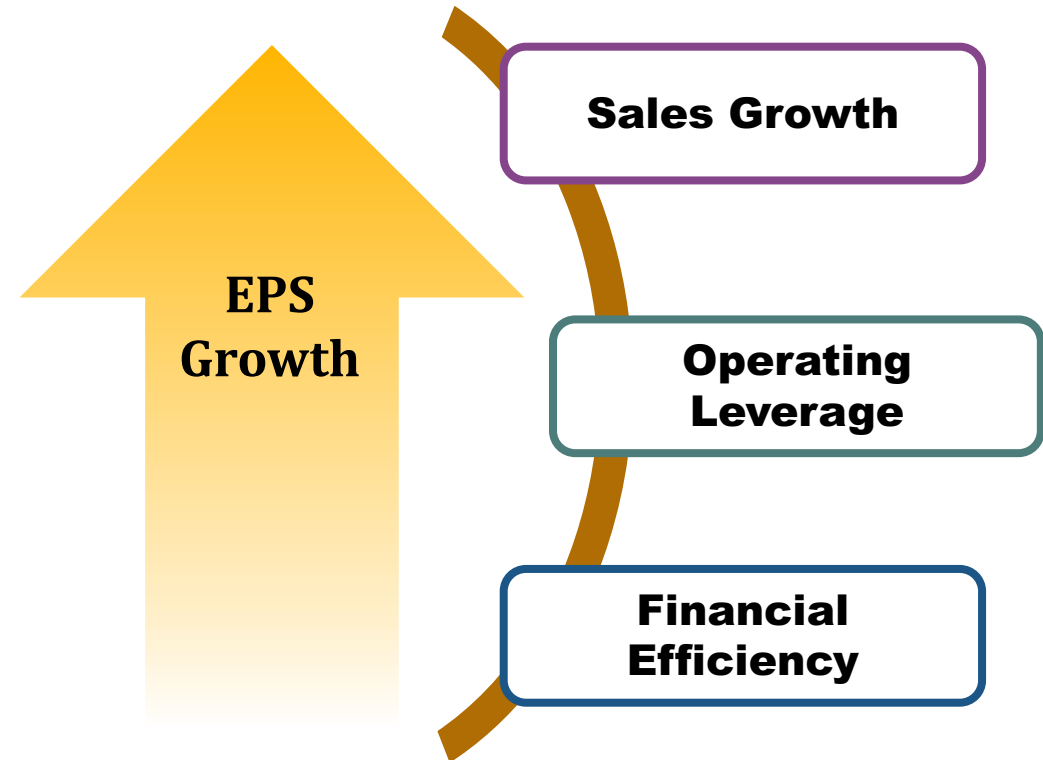 EPS
Growth
Sales Growth
Operating
Leverage
Financial
Efficiency